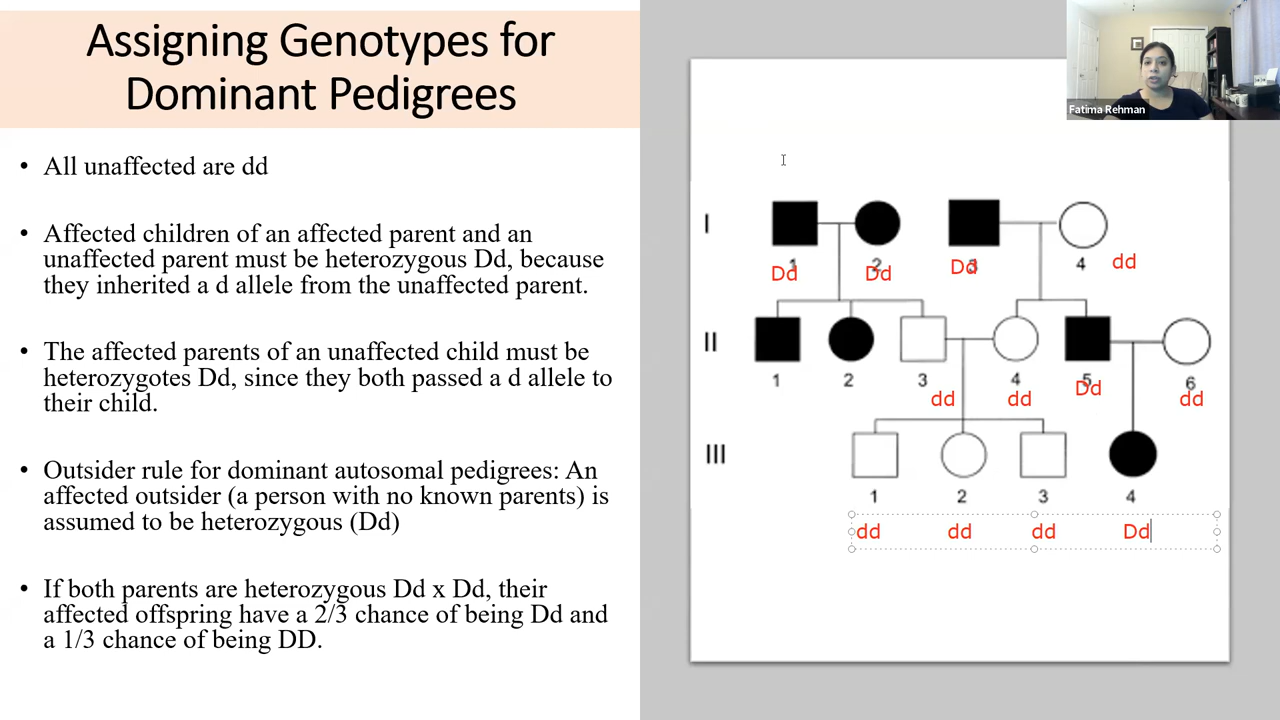 Assigning Genotypes for
Dominant Pedigrees
• All unaffected are dd
• Affected children of an affected parent and an
unaffected parent must be heterozygous Dd, because
they inherited a d allele from the unaffected parent.
• The affected parents of an unaffected child must be
heterozygotes Dd, since they both passed a d allele to
their child.
• Outsider rule for dominant autosomal pedigrees: An
affected outsider (a person with no known parents) is
assumed to be heterozygous (Dd)
• If both parents are heterozygous Dd x Dd, their
affected offspring have a 2/3 chance of being Dd and
a 1/3 chance of being DD.
Fatima Rehman
I
1 2 3 4
Dd Dd Dd dd
II
1 2 3 4 5 6
dd dd Dd dd
III
1 2 3 4
dd dd dd Dd